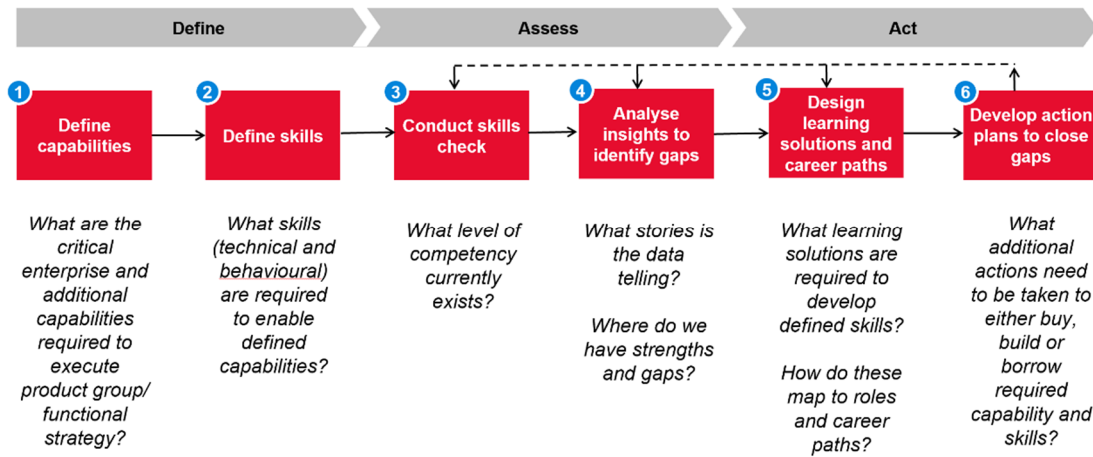 Define
Assess
Act
1
Define
capabilities
2
Define skills
3
Conduct skills
check
4
Analyse
insights to
identify gaps
5
Design
learning
solutions and
career paths
6
Develop action
plans to close
gaps
What are the
critical
enterprise and
additional
capabilities
required to
execute
product group/
functional
strategy?
What skills
(technical and
behavioural)
are required
to enable
defined
capabilities?
What level of
competency
currently
exists?
What stories is
the data
telling?
Where do we
have strengths
and gaps?
What learning
solutions are
required to
develop
defined skills?
How do these
map to roles
and career
paths?
What
additional
actions need
to be taken to
either buy,
build or
borrow
required
capability and
skills?